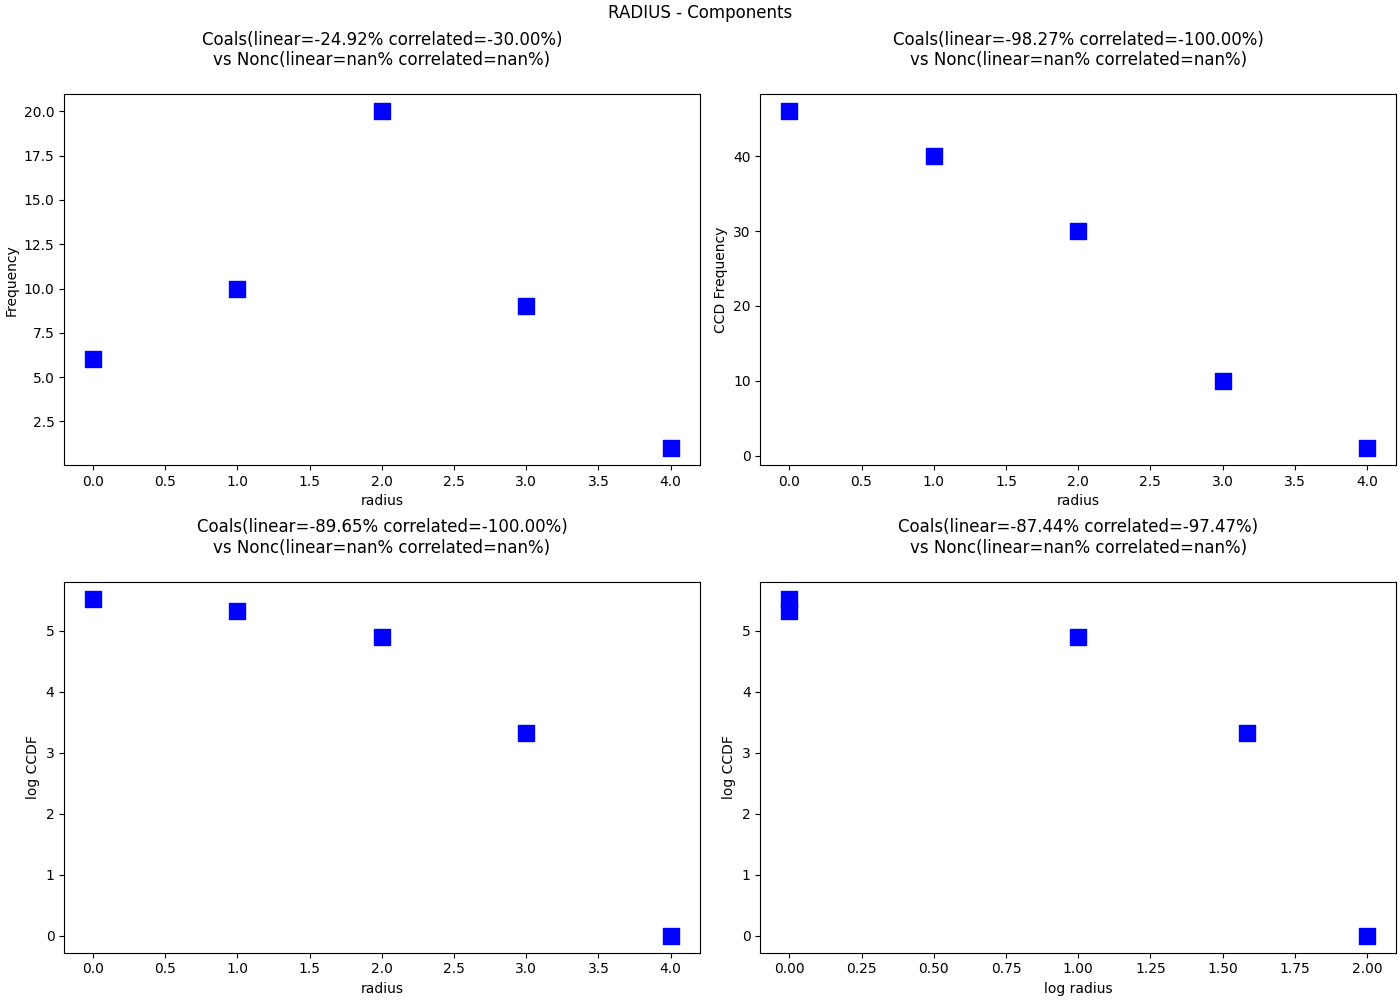 RADIUS - Components
Coals(linear=-24.92% correlated=-30.00%)
vs Nonc(linear=nan% correlated=nan%)
20.0
17.5
15.0
12.5
10.0
7.5
5.0
2.5
Frequency
0.0 0.5 1.0 1.5 2.0 2.5 3.0 3.5 4.0
radius
Coals(linear=-98.27% correlated=-100.00%)
vs Nonc(linear=nan% correlated=nan%)
40
30
20
10
0
CCD Frequency
0.0 0.5 1.0 1.5 2.0 2.5 3.0 3.5 4.0
radius
Coals(linear=-89.65% correlated=-100.00%)
vs Nonc(linear=nan% correlated=nan%)
5
4
3
2
1
0
log CCDF
0.0 0.5 1.0 1.5 2.0 2.5 3.0 3.5 4.0
radius
Coals(linear=-87.44% correlated=-97.47%)
vs Nonc(linear=nan% correlated=nan%)
5
4
3
2
1
0
log CCDF
0.00 0.25 0.50 0.75 1.00 1.25 1.50 1.75 2.00
log radius